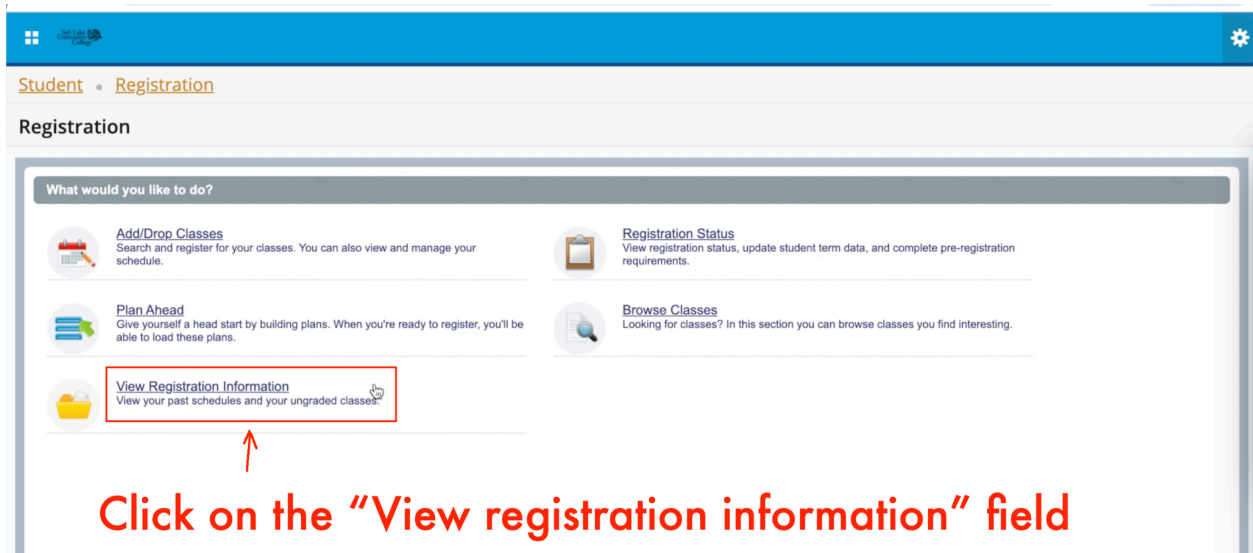 Salt Lake
Community
College
Student • Registration
Registration
What would you like to do?
Add/Drop Classes
Search and register for your classes. You can also view and manage your
schedule.
Registration Status
View registration status, update student term data, and complete pre-registration
requirements.
Plan Ahead
Give yourself a head start by building plans. When you're ready to register, you'll be
able to load these plans.
Browse Classes
Looking for classes? In this section you can browse classes you find interesting.
View Registration Information
View your past schedules and your ungraded classes.
Click on the “View registration information” field